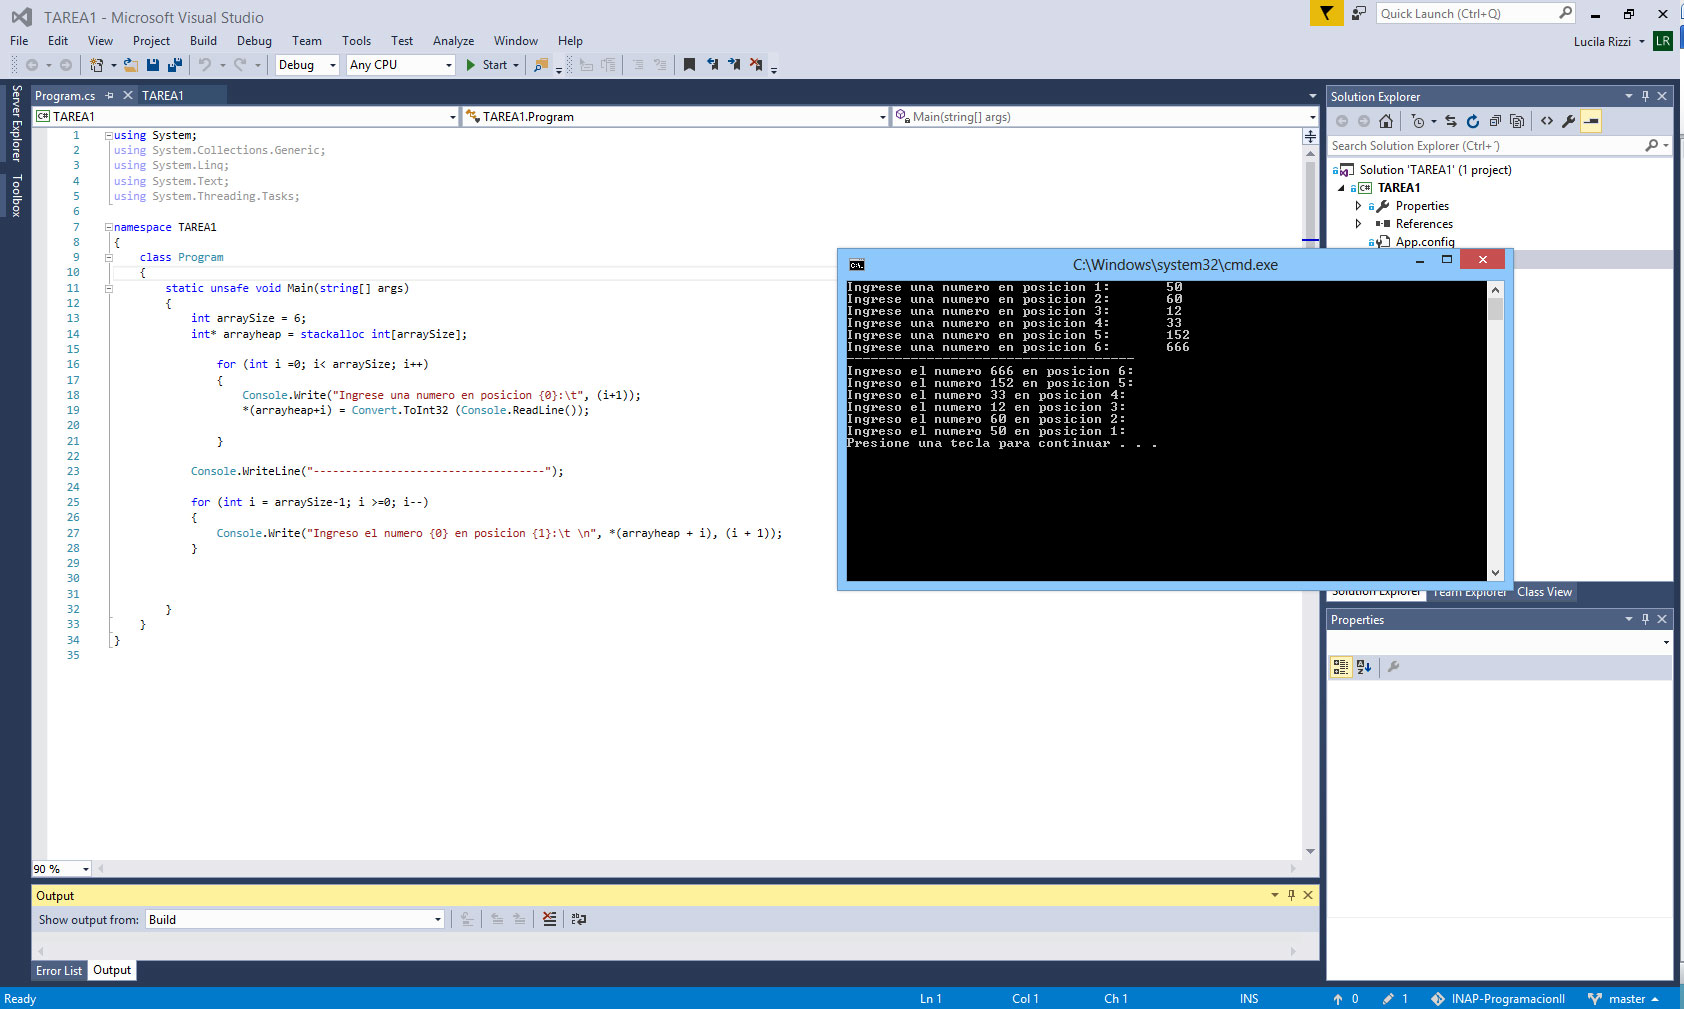 TAREA1 - Microsoft Visual Studio
Quick Launch (Ctrl+Q)
File Edit View Project Build Debug Team Tools Test Analyze Window Help
Lucila Rizzi LR
Debug Any CPU Start
Server Explorer
Toolbox
Program.cs TAREA1
TAREA1 TAREA1.Program Main(string[] args)
1 using System;
2 using System.Collections.Generic;
3 using System.Linq;
4 using System.Text;
5 using System.Threading.Tasks;
6
7 namespace TAREA1
8 {
9 class Program
10 {
11 static unsafe void Main(string[] args)
12 {
13 int arraySize = 6;
14 int* arrayheap = stackalloc int[arraySize];
15
16 for (int i =0; i< arraySize; i++)
17 {
18 Console.Write("Ingrese una numero en posicion {0}:\t", (i+1));
19 *(arrayheap+i) = Convert.ToInt32 (Console.ReadLine());
20
21 }
22
23 Console.WriteLine("------------------------------------");
24
25 for (int i = arraySize-1; i >=0; i--)
26 {
27 Console.Write("Ingreso el numero {0} en posicion {1}:\t \n", *(arrayheap + i), (i + 1));
28 }
29
30
31
32 }
33 }
34 }
35
90 %
C:\Windows\system32\cmd.exe
Ingrese una numero en posicion 1: 50
Ingrese una numero en posicion 2: 60
Ingrese una numero en posicion 3: 12
Ingrese una numero en posicion 4: 33
Ingrese una numero en posicion 5: 152
Ingrese una numero en posicion 6: 666
------------------------------------
Ingreso el numero 666 en posicion 6:
Ingreso el numero 152 en posicion 5:
Ingreso el numero 33 en posicion 4:
Ingreso el numero 12 en posicion 3:
Ingreso el numero 60 en posicion 2:
Ingreso el numero 50 en posicion 1:
Presione una tecla para continuar . . .
Solution Explorer
Search Solution Explorer (Ctrl+´)
Solution 'TAREA1' (1 project)
TAREA1
Properties
References
App.config
Solution Explorer Team Explorer Class View
Properties
Output
Show output from: Build
Error List Output
Ready Ln 1 Col 1 Ch 1 INS 0 1 INAP-ProgramacionII master